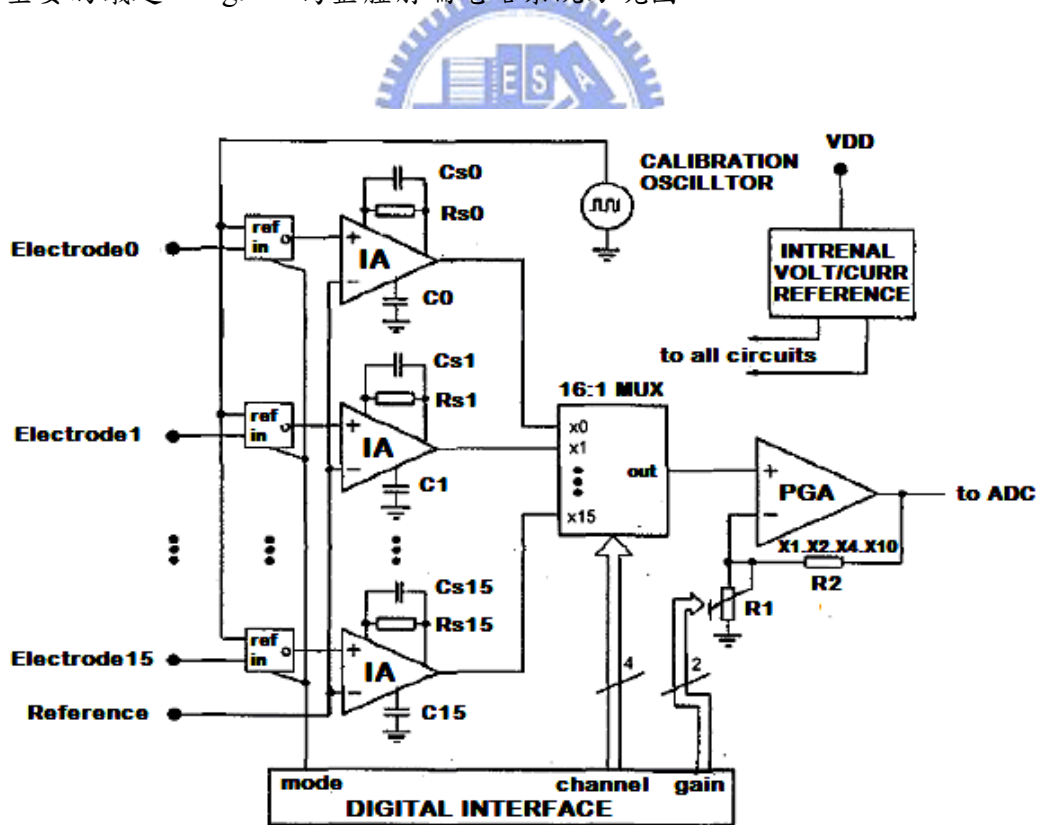 ESA
VDD
CALIBRATION
OSCILLTOR
Cs0
Rs0
ref
in
Electrode0
+
IA
−
C0
INTRENAL
VOLT/CURR
REFERENCE
to all circuits
Cs1
Rs1
16:1 MUX
ref
in
Electrode1
+
IA
−
C1
x0
x1
x15
out
+
PGA
−
to ADC
X1..X2..X4..X10
R2
R1
Cs15
Rs15
ref
in
Electrode15
+
IA
−
C15
Reference
4
2
mode
channel
gain
DIGITAL INTERFACE